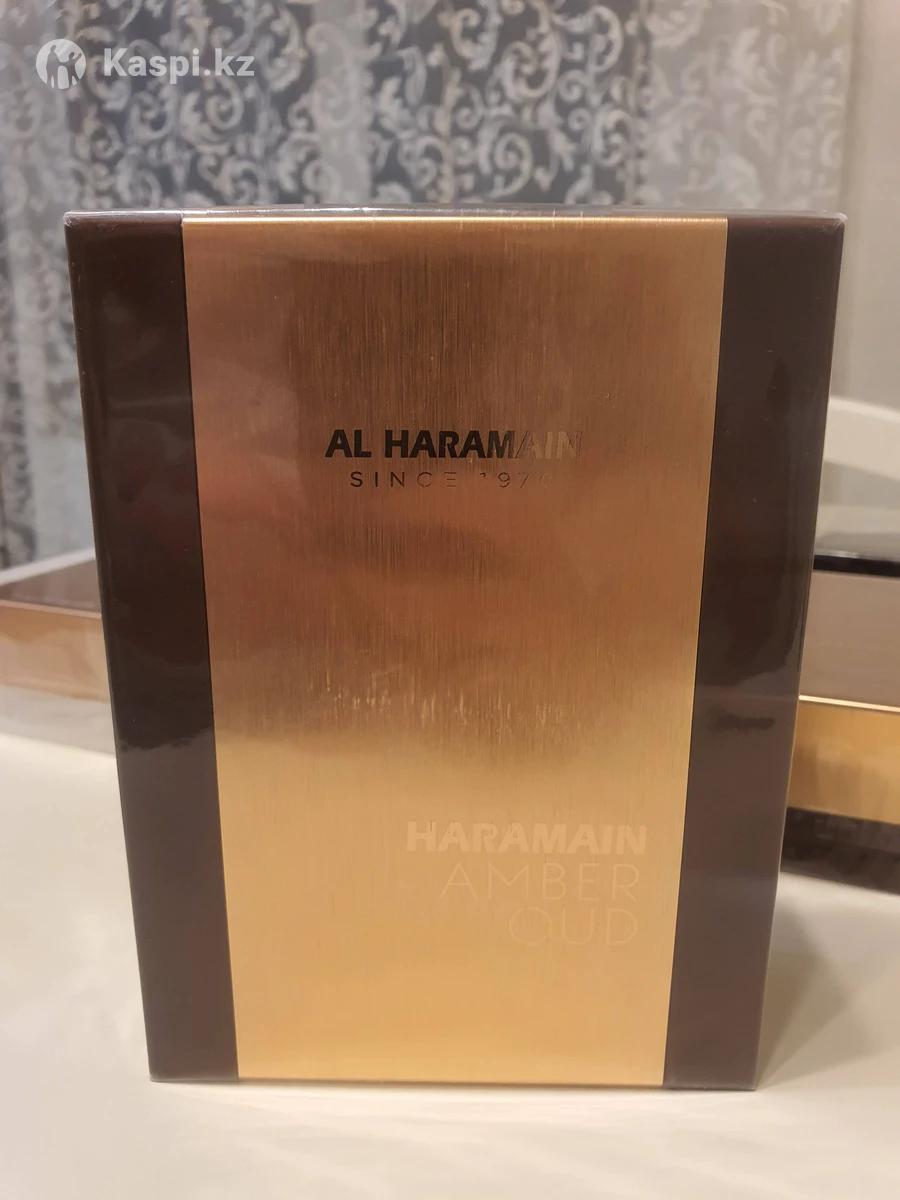 Kaspi.kz
AL HARAMAIN
SINCE 1970
HARAMAIN
AMBER
OUD